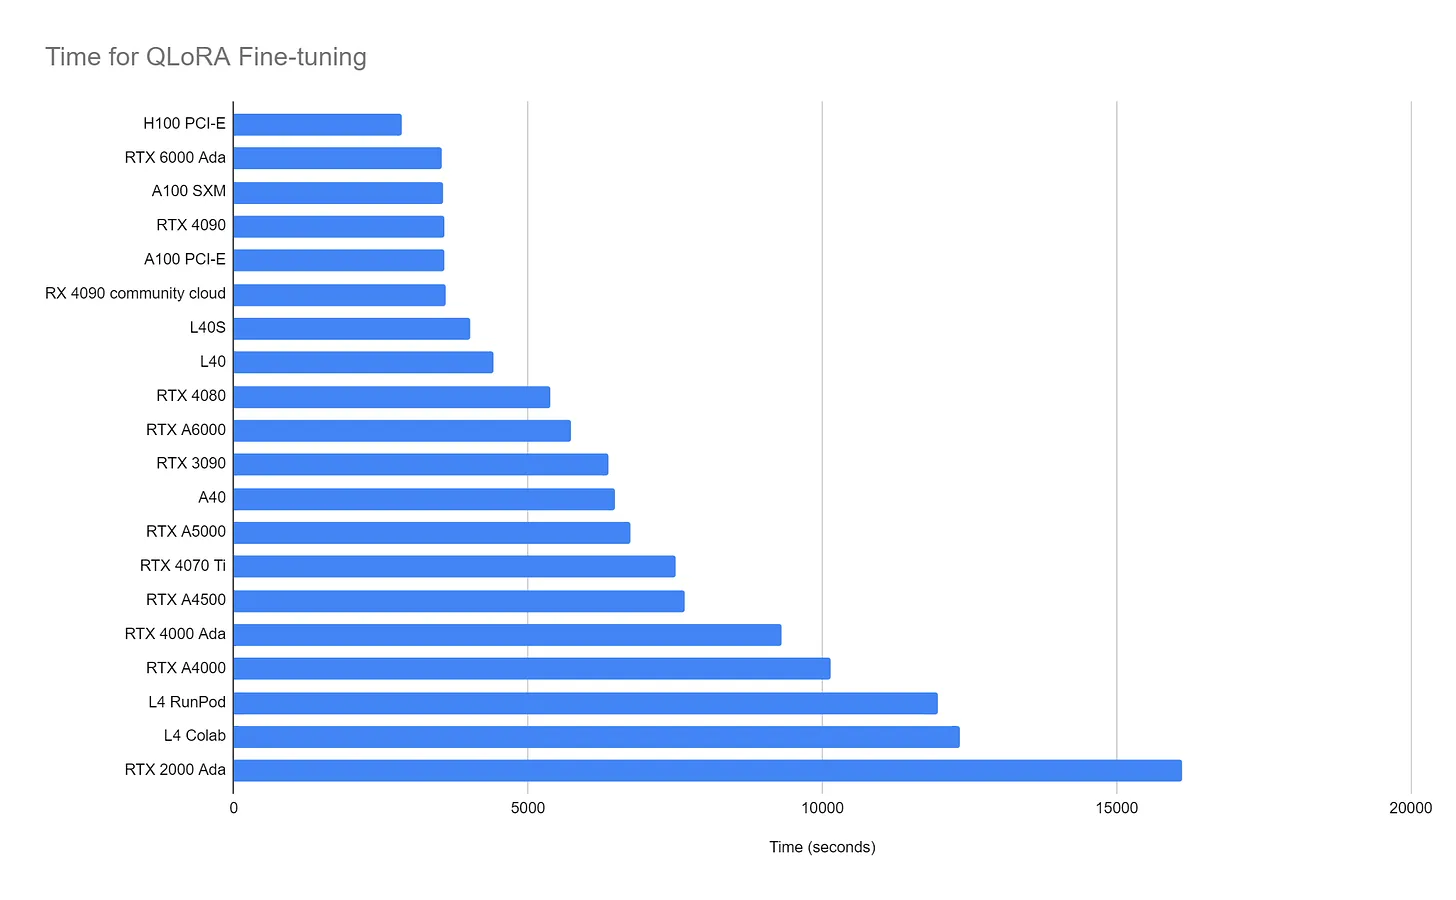 Time for QLoRA Fine-tuning
H100 PCI-E
RTX 6000 Ada
A100 SXM
RTX 4090
A100 PCI-E
RX 4090 community cloud
L40S
L40
RTX 4080
RTX A6000
RTX 3090
A40
RTX A5000
RTX 4070 Ti
RTX A4500
RTX 4000 Ada
RTX A4000
L4 RunPod
L4 Colab
RTX 2000 Ada
0 5000 10000 15000 20000
Time (seconds)